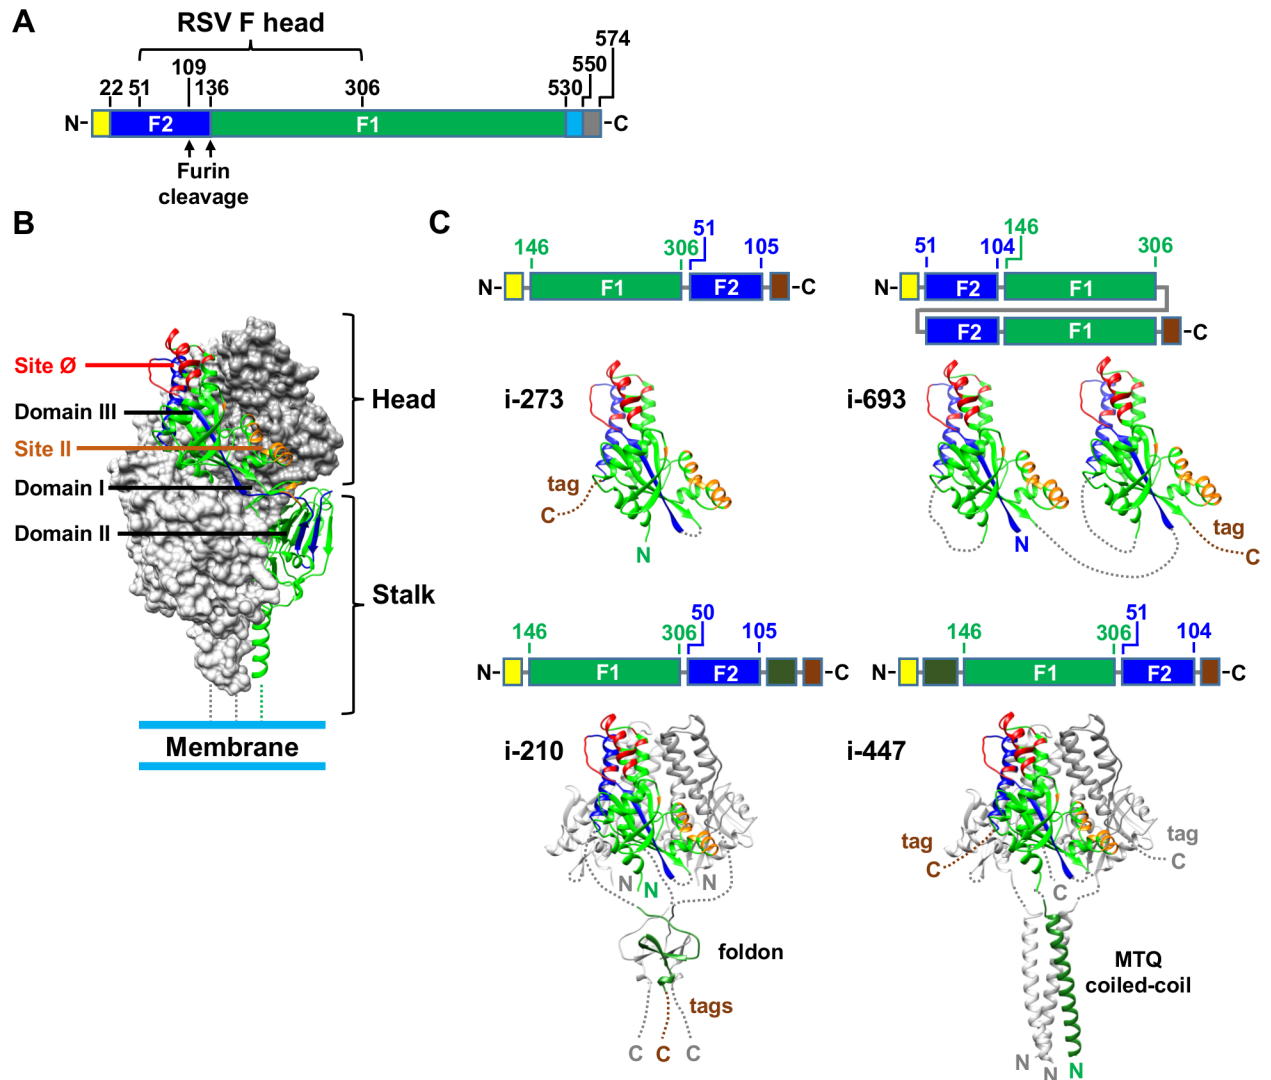 A
RSV F head
574
550
109
22 51 136 306 530
N- F2 F1 -C
Furin
cleavage
B
Site Ø
Domain III
Site II
Domain I
Domain II
Head
Stalk
Membrane
C
146 306 51 105
N- F1 F2 -C
i-273
tag
C
N
51 104 146 306
N- F2 F1
F2 F1 -C
i-693
N
tag
C
146 306 50 105
N- F1 F2 -C
i-210
N N N
foldon
tags
C C C
146 306 51 104
N- F1 F2 -C
i-447
tag
C
tag
C
C
N
MTQ
coiled-coil
N N N